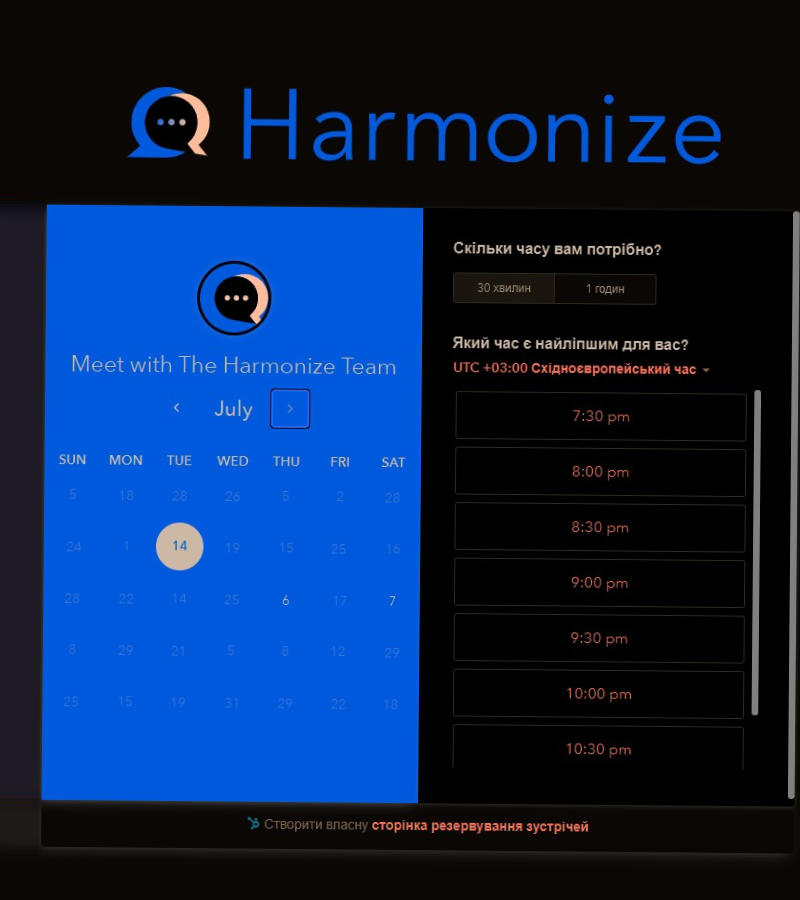 Harmonize
Meet with The Harmonize Team
July
SUN MON TUE WED THU FRI SAT
5 18 28 26 5 2 28
24 1 14 19 15 25 16
28 22 14 25 6 17 7
8 29 21 5 8 12 29
25 15 19 31 29 22 18
Скільки часу вам потрібно?
30 хвилин 1 годин
Який час є найліпшим для вас?
UTC +03:00 Східноєвропейський час
7:30 pm
8:00 pm
8:30 pm
9:00 pm
9:30 pm
10:00 pm
10:30 pm
Створити власну сторінка резервування зустрічей